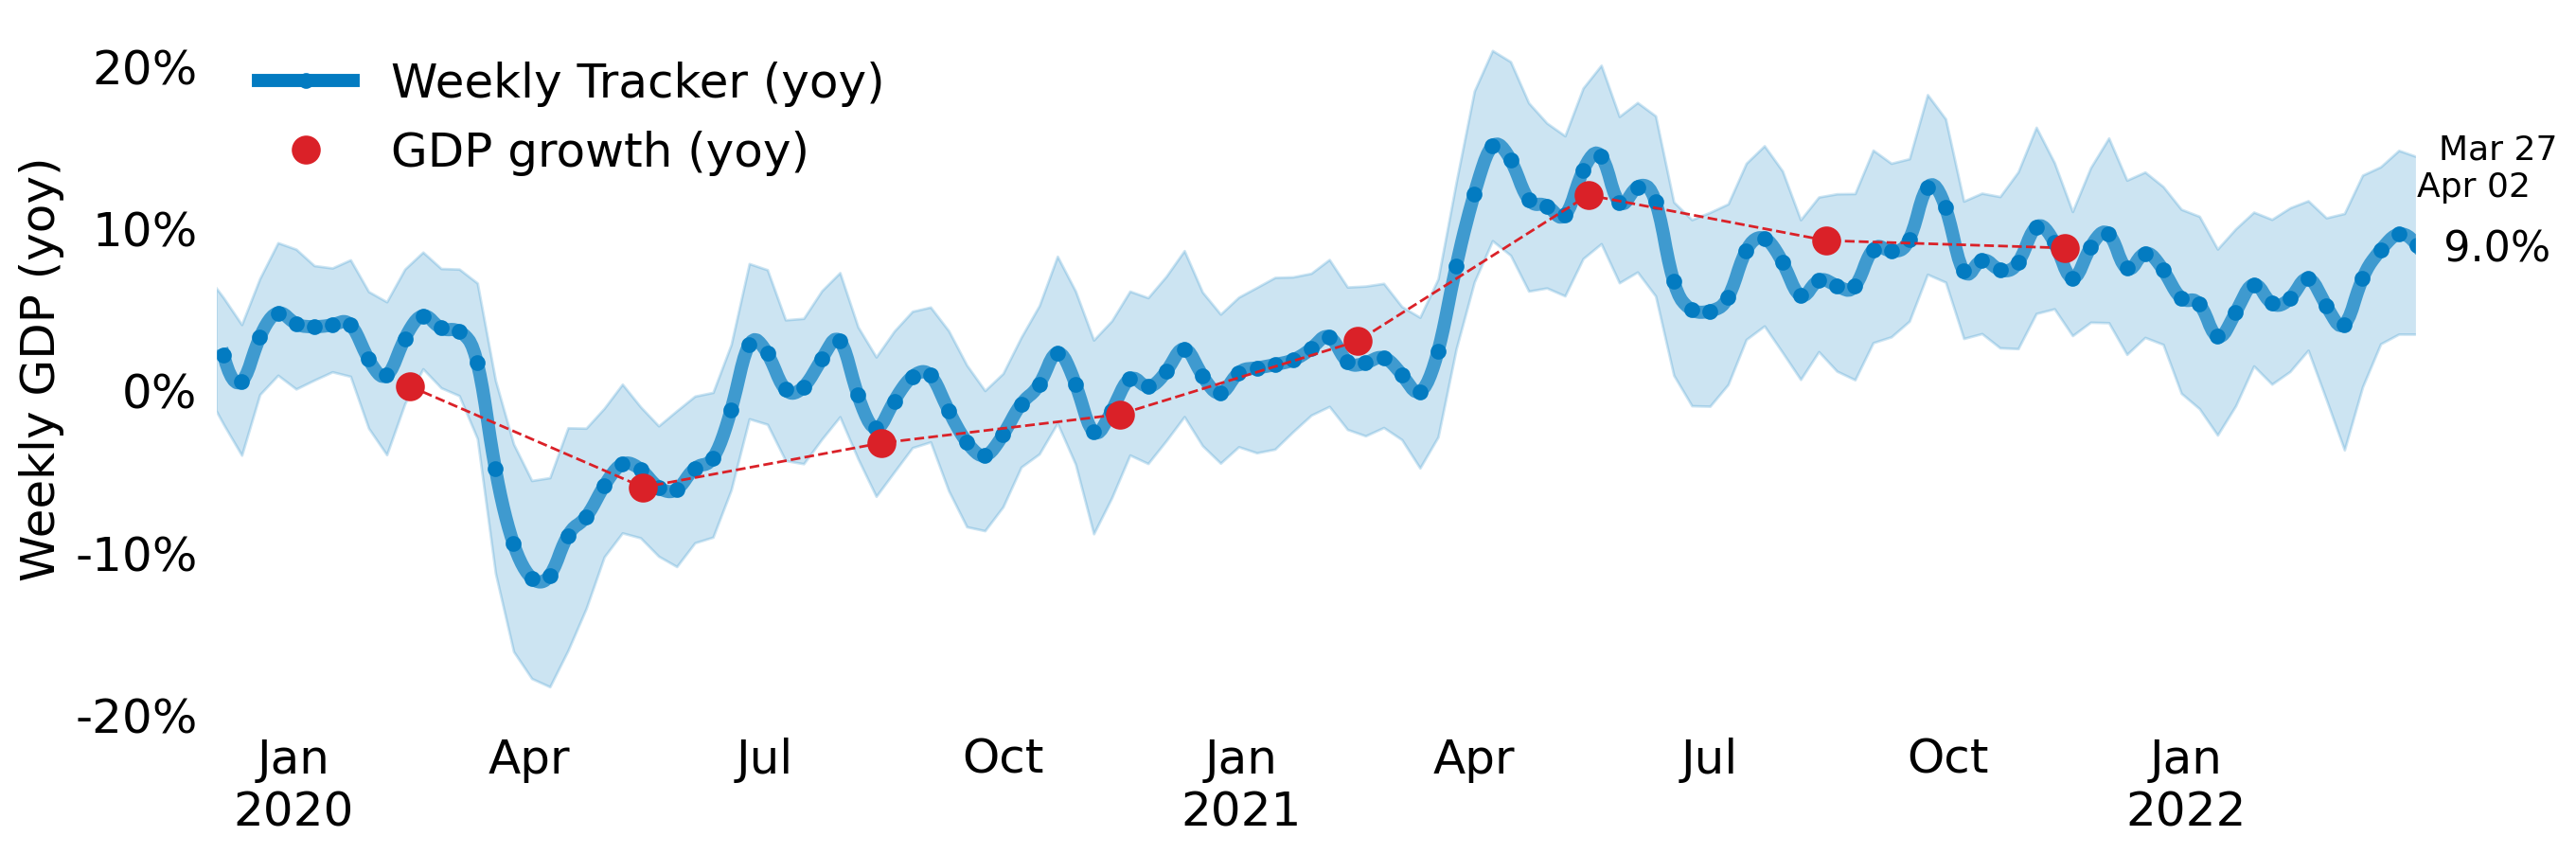 Weekly GDP (yoy)
20%
10%
0%
-10%
-20%
Weekly Tracker (yoy)
GDP growth (yoy)
Mar 27
Apr 02
9.0%
Jan
2020
Apr
Jul
Oct
Jan
2021
Apr
Jul
Oct
Jan
2022